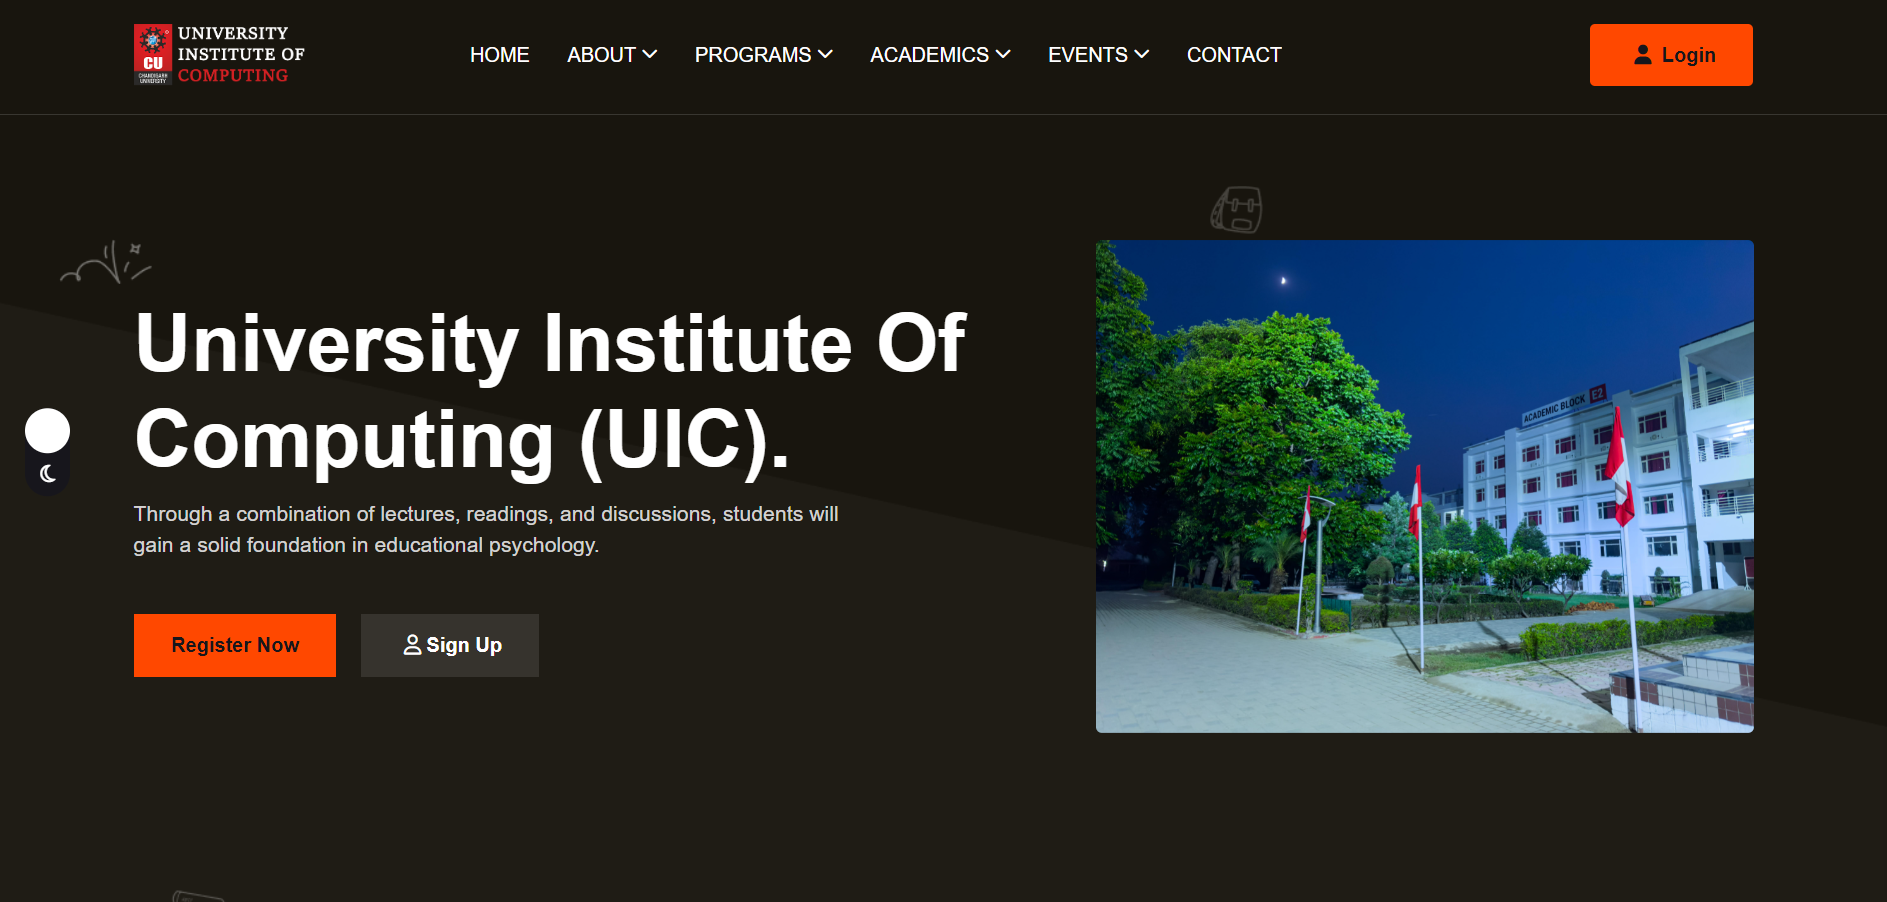 UNIVERSITY
INSTITUTE OF
COMPUTING
CU
CHANDIGARH
UNIVERSITY
HOME ABOUT PROGRAMS ACADEMICS EVENTS CONTACT
Login
University Institute Of
Computing (UIC).
Through a combination of lectures, readings, and discussions, students will
gain a solid foundation in educational psychology.
Register Now
Sign Up
ACADEMIC BLOCK E2